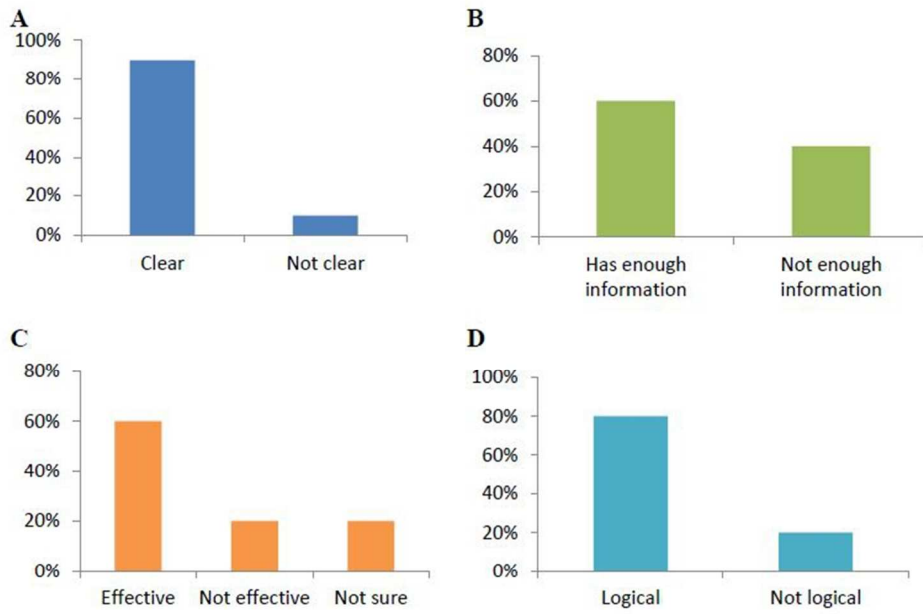 A
100%
80%
60%
40%
20%
0%
Clear
Not clear
B
80%
60%
40%
20%
0%
Has enough
information
Not enough
information
C
80%
60%
40%
20%
0%
Effective
Not effective
Not sure
D
100%
80%
60%
40%
20%
0%
Logical
Not logical